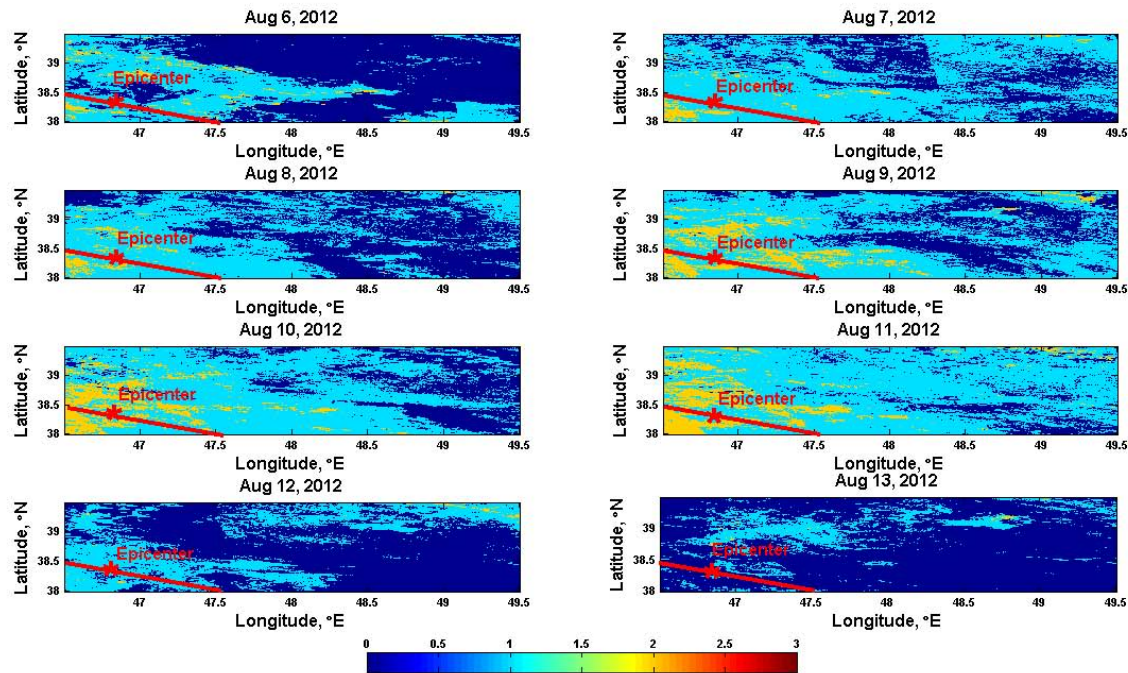 Aug 6, 2012
Latitude, °N
39
38.5
38
Epicenter
47 47.5 48 48.5 49 49.5
Longitude, °E
Aug 7, 2012
Latitude, °N
39
38.5
38
Epicenter
47 47.5 48 48.5 49 49.5
Longitude, °E
Aug 8, 2012
Latitude, °N
39
38.5
38
Epicenter
47 47.5 48 48.5 49 49.5
Longitude, °E
Aug 9, 2012
Latitude, °N
39
38.5
38
Epicenter
47 47.5 48 48.5 49 49.5
Longitude, °E
Aug 10, 2012
Latitude, °N
39
38.5
38
Epicenter
47 47.5 48 48.5 49 49.5
Longitude, °E
Aug 11, 2012
Latitude, °N
39
38.5
38
Epicenter
47 47.5 48 48.5 49 49.5
Longitude, °E
Aug 12, 2012
Latitude, °N
39
38.5
38
Epicenter
47 47.5 48 48.5 49 49.5
Longitude, °E
Aug 13, 2012
Latitude, °N
39
38.5
38
Epicenter
47 47.5 48 48.5 49 49.5
Longitude, °E
0 0.5 1 1.5 2 2.5 3